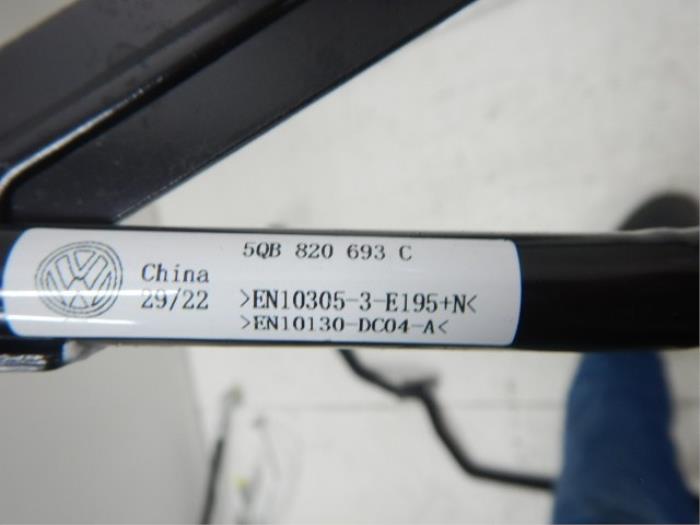 5QB 820 693 C
China
29/22
>EN10305-3-E195+N<
>EN10130-DC04-A<